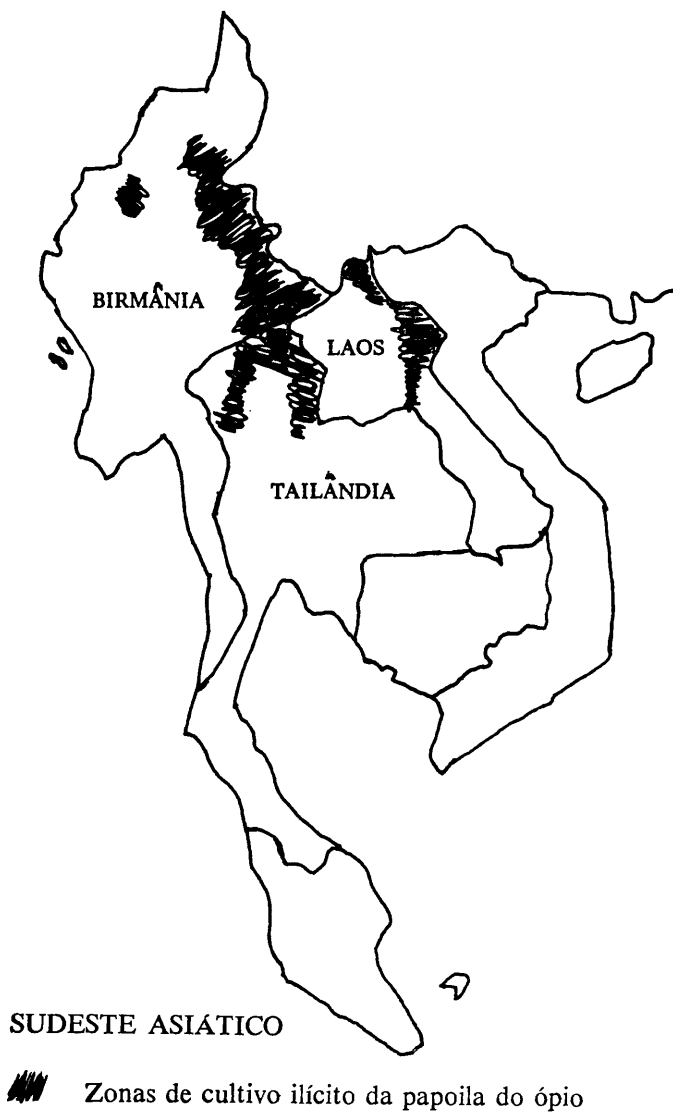 BIRMÂNIA
LAOS
TAILÂNDIA
SUDESTE ASIÁTICO
Zonas de cultivo ilícito da papoila do ópio